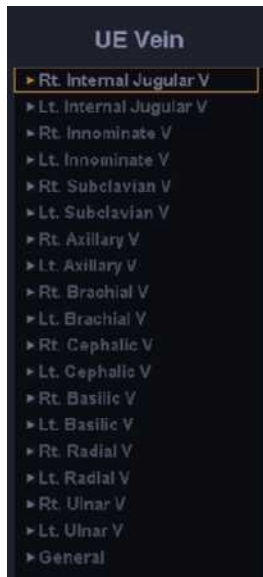 UE Vein
Rt. Internal Jugular V
Lt. Internal Jugular V
Rt. Innominate V
Lt. Innominate V
Rt. Subclavian V
Lt. Subclavian V
Rt. Axillary V
Lt. Axillary V
Rt. Brachial V
Lt. Brachial V
Rt. Cephalic V
Lt. Cephalic V
Rt. Basilic V
Lt. Basilic V
Rt. Radial V
Lt. Radial V
Rt. Ulnar V
Lt. Ulnar V
General